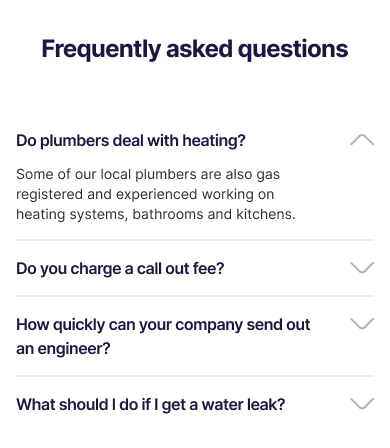 Frequently asked questions
Do plumbers deal with heating?
Some of our local plumbers are also gas
registered and experienced working on
heating systems, bathrooms and kitchens.
Do you charge a call out fee?
How quickly can your company send out
an engineer?
What should I do if I get a water leak?